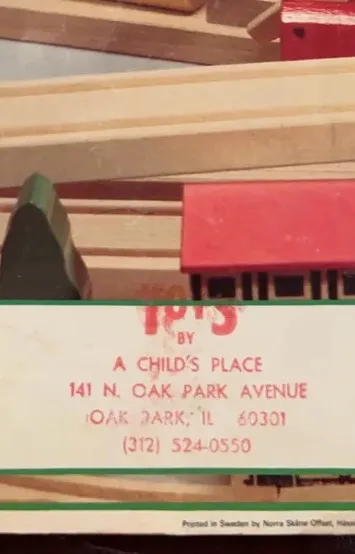 TOYS
BY
A CHILD'S PLACE
141 N. OAK PARK AVENUE
OAK PARK, IL 60301
(312) 524-0550
Printed in Sweden by Norra Skåne Offset,